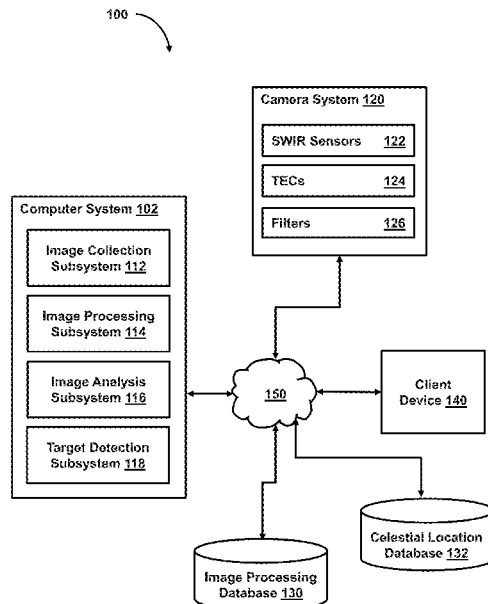 100
Camera System 120
SWIR Sensors 122
TECs 124
Filters 126
Computer System 102
Image Collection
Subsystem 112
Image Processing
Subsystem 114
Image Analysis
Subsystem 116
Target Detection
Subsystem 118
150
Client
Device 140
Celestial Location
Database 132
Image Processing
Database 130